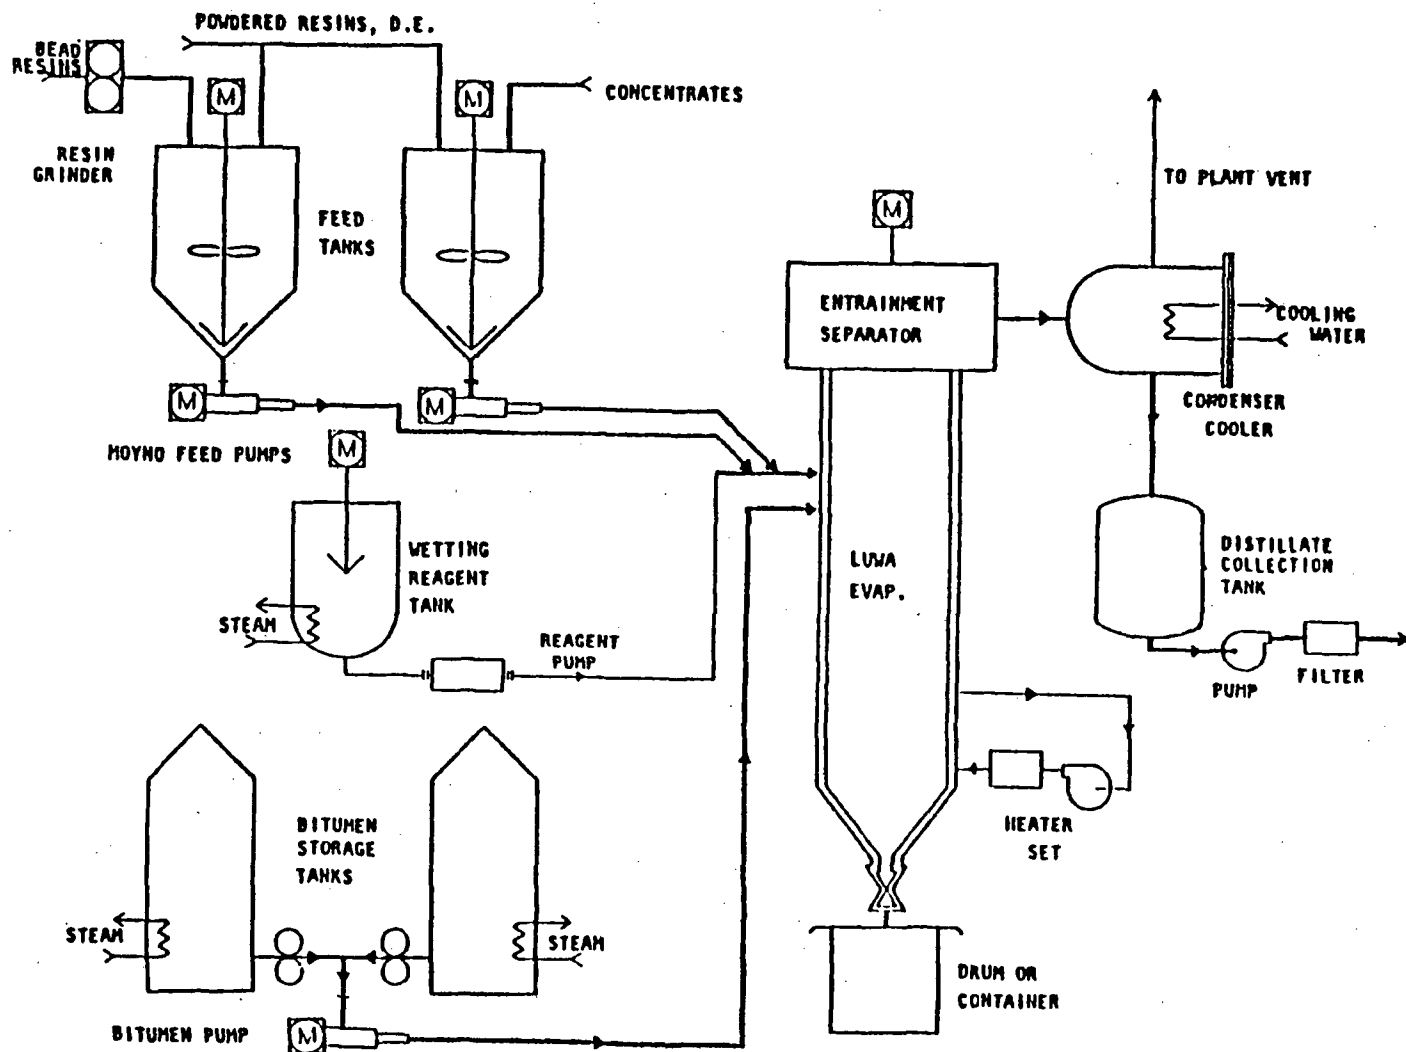 POWDERED RESINS, D.E.
BEAD
RESINS
M
M
CONCENTRATES
RESIN
GRINDER
TO PLANT VENT
FEED
TANKS
M
ENTRAINMENT
SEPARATOR
COOLING
WATER
M
M
CONDENSER
COOLER
MOYNO FEED PUMPS
M
WETTING
REAGENT
TANK
LUWA
EVAP.
DISTILLATE
COLLECTION
TANK
STEAM
REAGENT
PUMP
PUMP
FILTER
BITUMEN
STORAGE
TANKS
HEATER
SET
STEAM
STEAM
DRUM OR
CONTAINER
BITUMEN PUMP
M